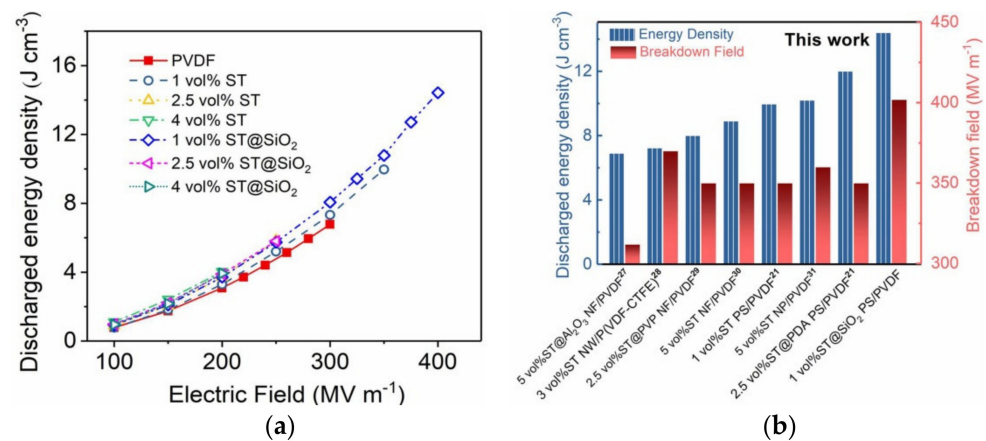 a)
Discharged energy density (J cm⁻³)
16
12
8
4
0
PVDF
1 vol% ST
2.5 vol% ST
4 vol% ST
1 vol% ST@SiO₂
2.5 vol% ST@SiO₂
4 vol% ST@SiO₂
100 200 300 400
Electric Field (MV m⁻¹)
(a)
b)
Discharged energy density (J cm⁻³)
14
12
8
4
0
Energy Density
Breakdown Field
This work
450
400
350
300
Breakdown field (MV m⁻¹)
5 vol%ST@Al₂O₃ NF/PVDF²⁷
3 vol%ST NW/P(VDF-CTFE)²⁸
2.5 vol%ST@PVP NF/PVDF²⁹
5 vol%ST NF/PVDF³⁰
1 vol%ST PS/PVDF²¹
5 vol%ST NP/PVDF³¹
2.5 vol%ST@PDA PS/PVDF²¹
1 vol%ST@SiO₂ PS/PVDF
(b)